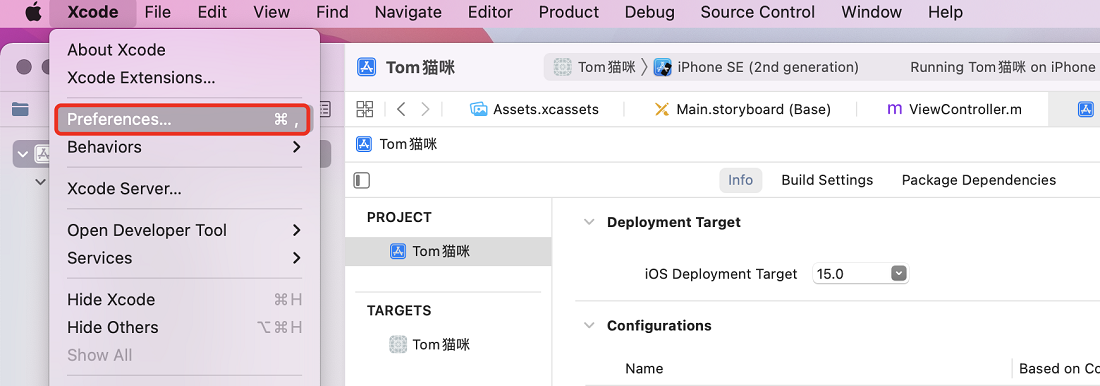 Xcode File Edit View Find Navigate Editor Product Debug Source Control Window Help
About Xcode
Xcode Extensions...
Preferences... ⌘ ,
Behaviors
Xcode Server...
Open Developer Tool
Services
Hide Xcode ⌘H
Hide Others ⌥⌘H
Show All
Tom猫咪 Tom猫咪 〉 iPhone SE (2nd generation) Running Tom猫咪 on iPhone
Assets.xcassets Main.storyboard (Base) m ViewController.m
Tom猫咪
Info Build Settings Package Dependencies
PROJECT
Tom猫咪
TARGETS
Tom猫咪
Deployment Target
iOS Deployment Target 15.0
Configurations
Name Based on Co